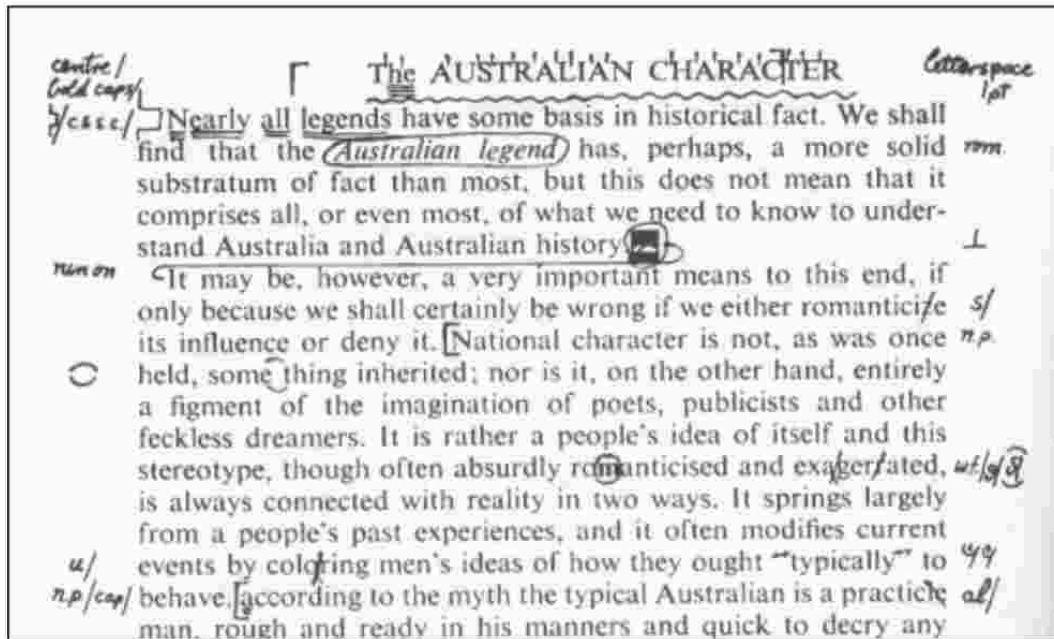 centre/
bold caps/
The AUSTRALIAN CHARACTER
letterspace
1pt
c&sc/ Nearly all legends have some basis in historical fact. We shall
find that the Australian legend has, perhaps, a more solid rom.
substratum of fact than most, but this does not mean that it
comprises all, or even most, of what we need to know to under-
stand Australia and Australian history
run on It may be, however, a very important means to this end, if
only because we shall certainly be wrong if we either romanticize s/
its influence or deny it. [National character is not, as was once n.p.
held, some thing inherited; nor is it, on the other hand, entirely
a figment of the imagination of poets, publicists and other
feckless dreamers. It is rather a people's idea of itself and this
stereotype, though often absurdly romanticised and exagerated, wf/g/
is always connected with reality in two ways. It springs largely
from a people's past experiences, and it often modifies current
u/ events by coloring men's ideas of how they ought "typically" to
n.p/cap/ behave. [according to the myth the typical Australian is a practicle al/
man, rough and ready in his manners and quick to decry any